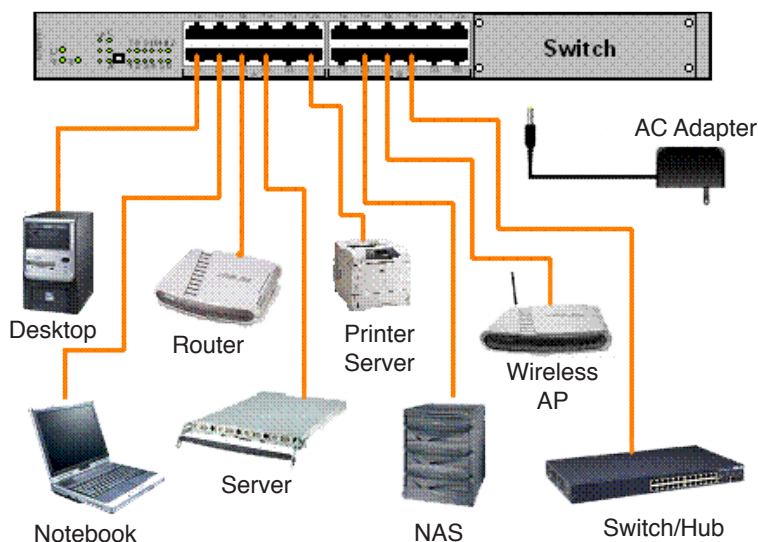 Switch
AC Adapter
Desktop
Router
Printer
Server
Wireless
AP
Notebook
Server
NAS
Switch/Hub